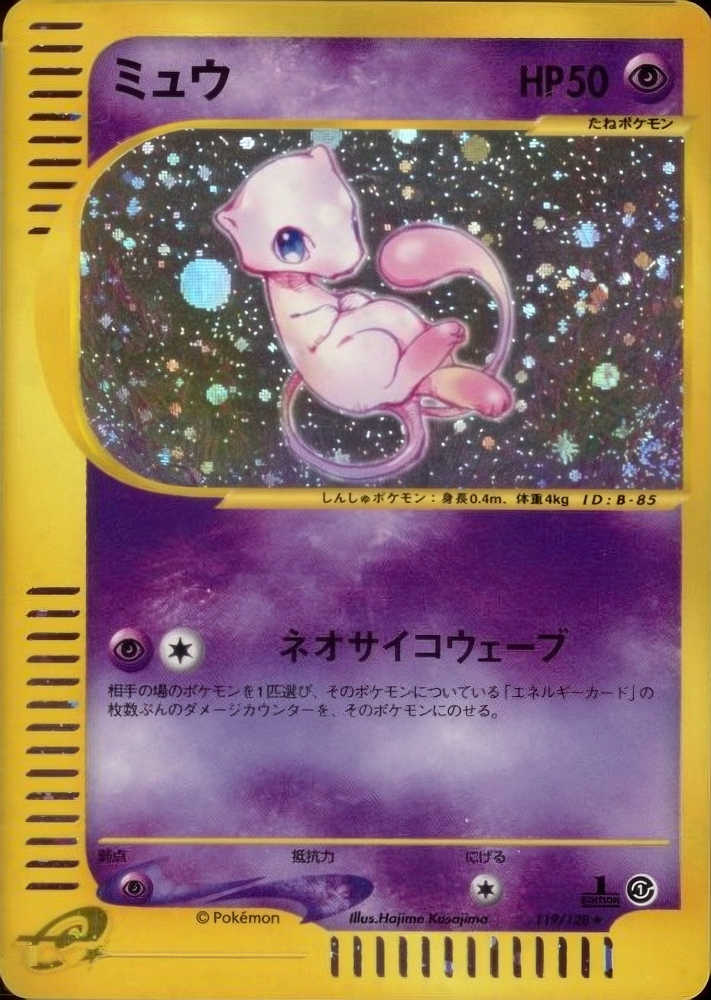 ミュウ HP50
たねポケモン
しんしゅポケモン：身長0.4m、体重4kg ID:B-85
ネオサイコウェーブ
相手の場のポケモンを1匹選び、そのポケモンについている「エネルギーカード」の
枚数ぶんのダメージカウンターを、そのポケモンにのせる。
弱点 抵抗力 にげる
1
EDITION
©Pokémon Illus.Hajime Kusajima 119/128★